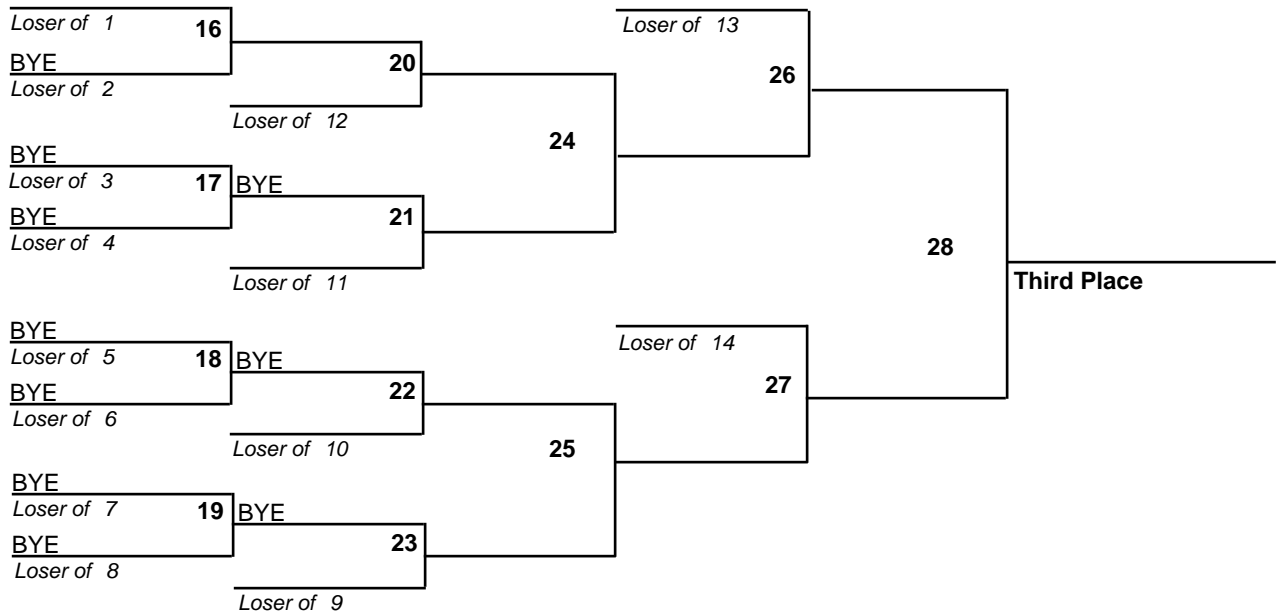 Loser of 1
16
BYE
Loser of 2
20
Loser of 12
BYE
Loser of 3
17
BYE
Loser of 4
BYE
21
Loser of 11
24
Loser of 13
26
BYE
Loser of 5
18
BYE
Loser of 6
BYE
22
Loser of 10
BYE
Loser of 7
19
BYE
Loser of 8
BYE
23
Loser of 9
25
Loser of 14
27
28
Third Place